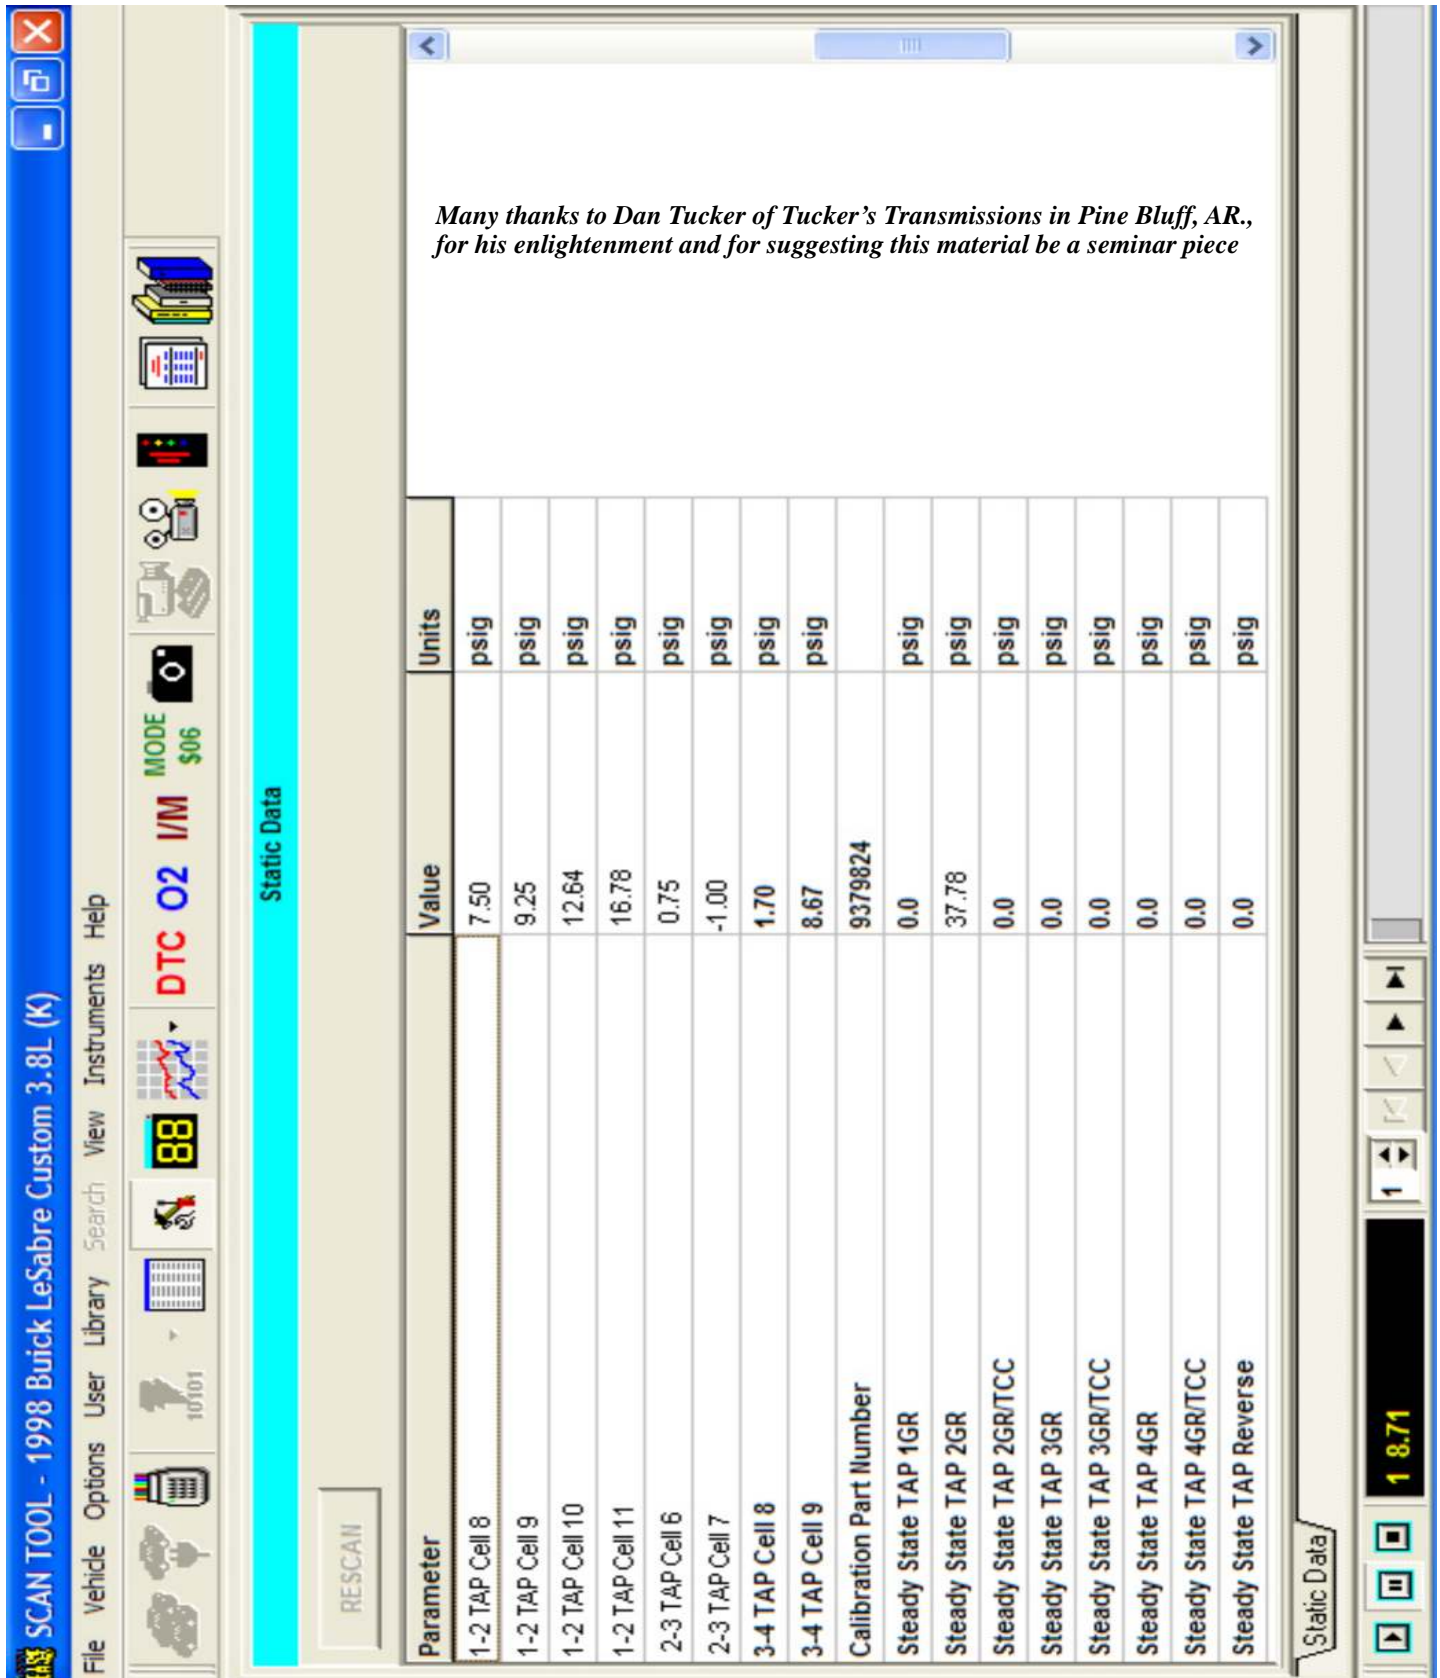 SCAN TOOL - 1998 Buick LeSabre Custom 3.8L (K)
File Vehicle Options User Library Search View Instruments Help
10101 88 DTC O2 I/M MODE $06
Static Data
RESCAN
Parameter Value Units
1-2 TAP Cell 8 7.50 psig
1-2 TAP Cell 9 9.25 psig
1-2 TAP Cell 10 12.64 psig
1-2 TAP Cell 11 16.78 psig
2-3 TAP Cell 6 0.75 psig
2-3 TAP Cell 7 -1.00 psig
3-4 TAP Cell 8 1.70 psig
3-4 TAP Cell 9 8.67 psig
Calibration Part Number 9379824
Steady State TAP 1GR 0.0 psig
Steady State TAP 2GR 37.78 psig
Steady State TAP 2GR/TCC 0.0 psig
Steady State TAP 3GR 0.0 psig
Steady State TAP 3GR/TCC 0.0 psig
Steady State TAP 4GR 0.0 psig
Steady State TAP 4GR/TCC 0.0 psig
Steady State TAP Reverse 0.0 psig
Static Data
1 8.71 1
Many thanks to Dan Tucker of Tucker's Transmissions in Pine Bluff, AR.,
for his enlightenment and for suggesting this material be a seminar piece